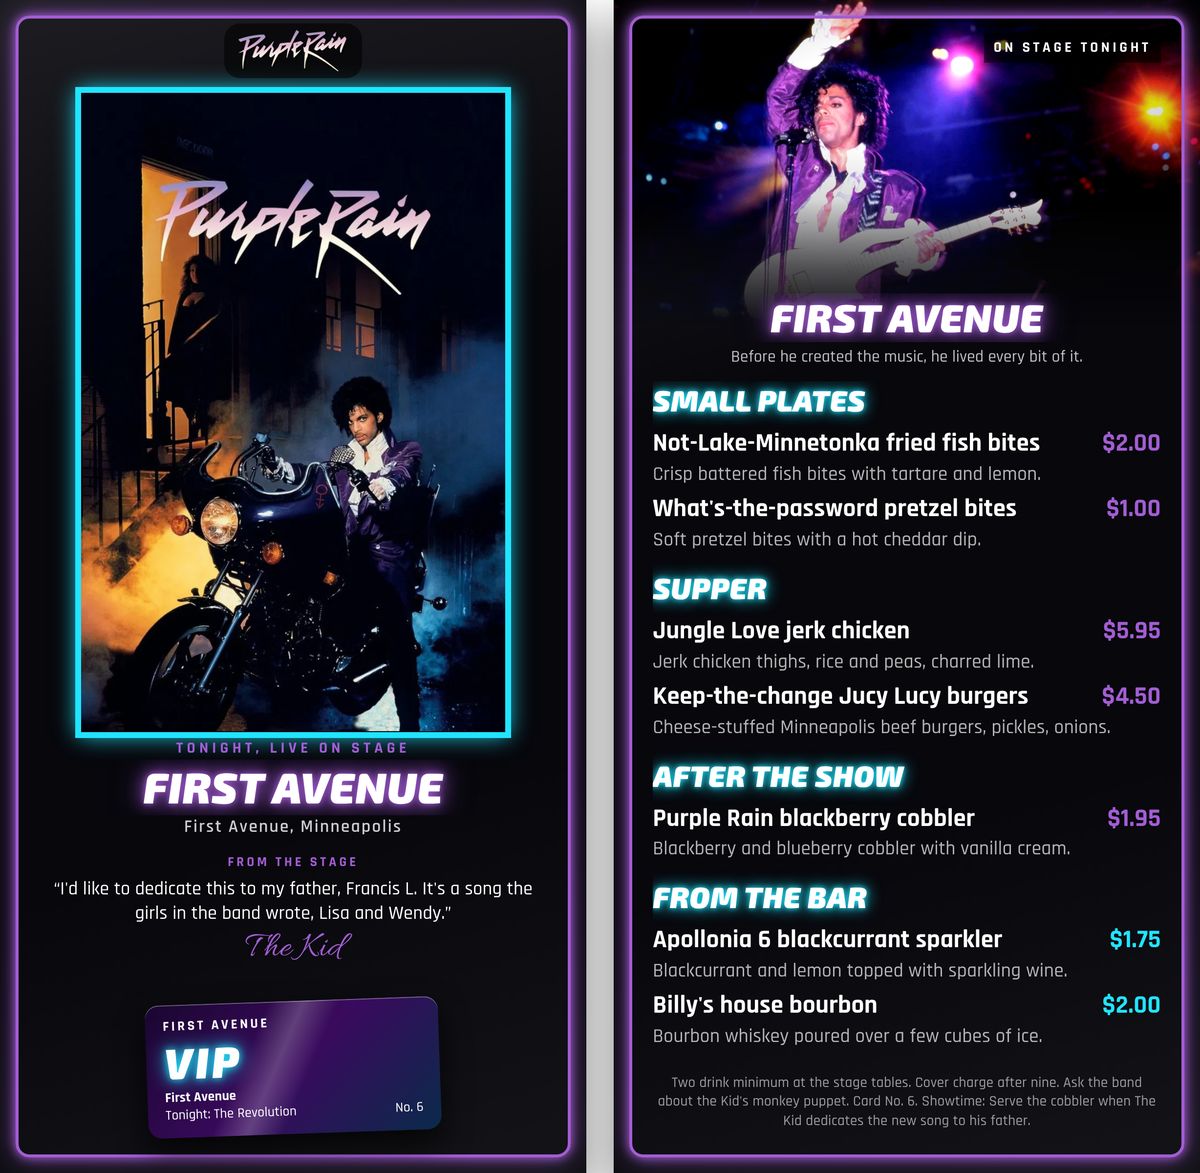 Purple Rain
Purple Rain
TONIGHT, LIVE ON STAGE
FIRST AVENUE
First Avenue, Minneapolis
FROM THE STAGE
“I'd like to dedicate this to my father, Francis L. It's a song the
girls in the band wrote, Lisa and Wendy.”
The Kid
FIRST AVENUE
VIP
First Avenue
Tonight: The Revolution
No. 6
ON STAGE TONIGHT
FIRST AVENUE
Before he created the music, he lived every bit of it.
SMALL PLATES
Not-Lake-Minnetonka fried fish bites $2.00
Crisp battered fish bites with tartare and lemon.
What's-the-password pretzel bites $1.00
Soft pretzel bites with a hot cheddar dip.
SUPPER
Jungle Love jerk chicken $5.95
Jerk chicken thighs, rice and peas, charred lime.
Keep-the-change Jucy Lucy burgers $4.50
Cheese-stuffed Minneapolis beef burgers, pickles, onions.
AFTER THE SHOW
Purple Rain blackberry cobbler $1.95
Blackberry and blueberry cobbler with vanilla cream.
FROM THE BAR
Apollonia 6 blackcurrant sparkler $1.75
Blackcurrant and lemon topped with sparkling wine.
Billy's house bourbon $2.00
Bourbon whiskey poured over a few cubes of ice.
Two drink minimum at the stage tables. Cover charge after nine. Ask the band
about the Kid's monkey puppet. Card No. 6. Showtime: Serve the cobbler when The
Kid dedicates the new song to his father.